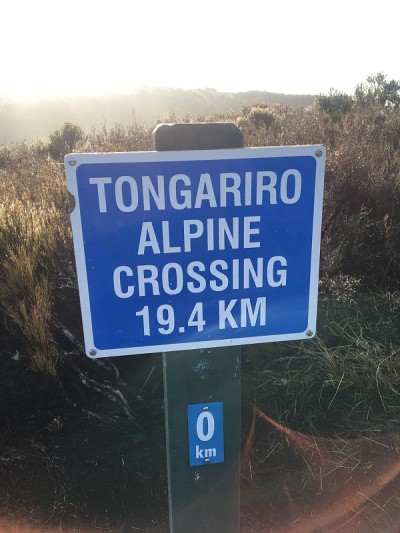 TONGARIRO
ALPINE
CROSSING
19.4 KM
0
km